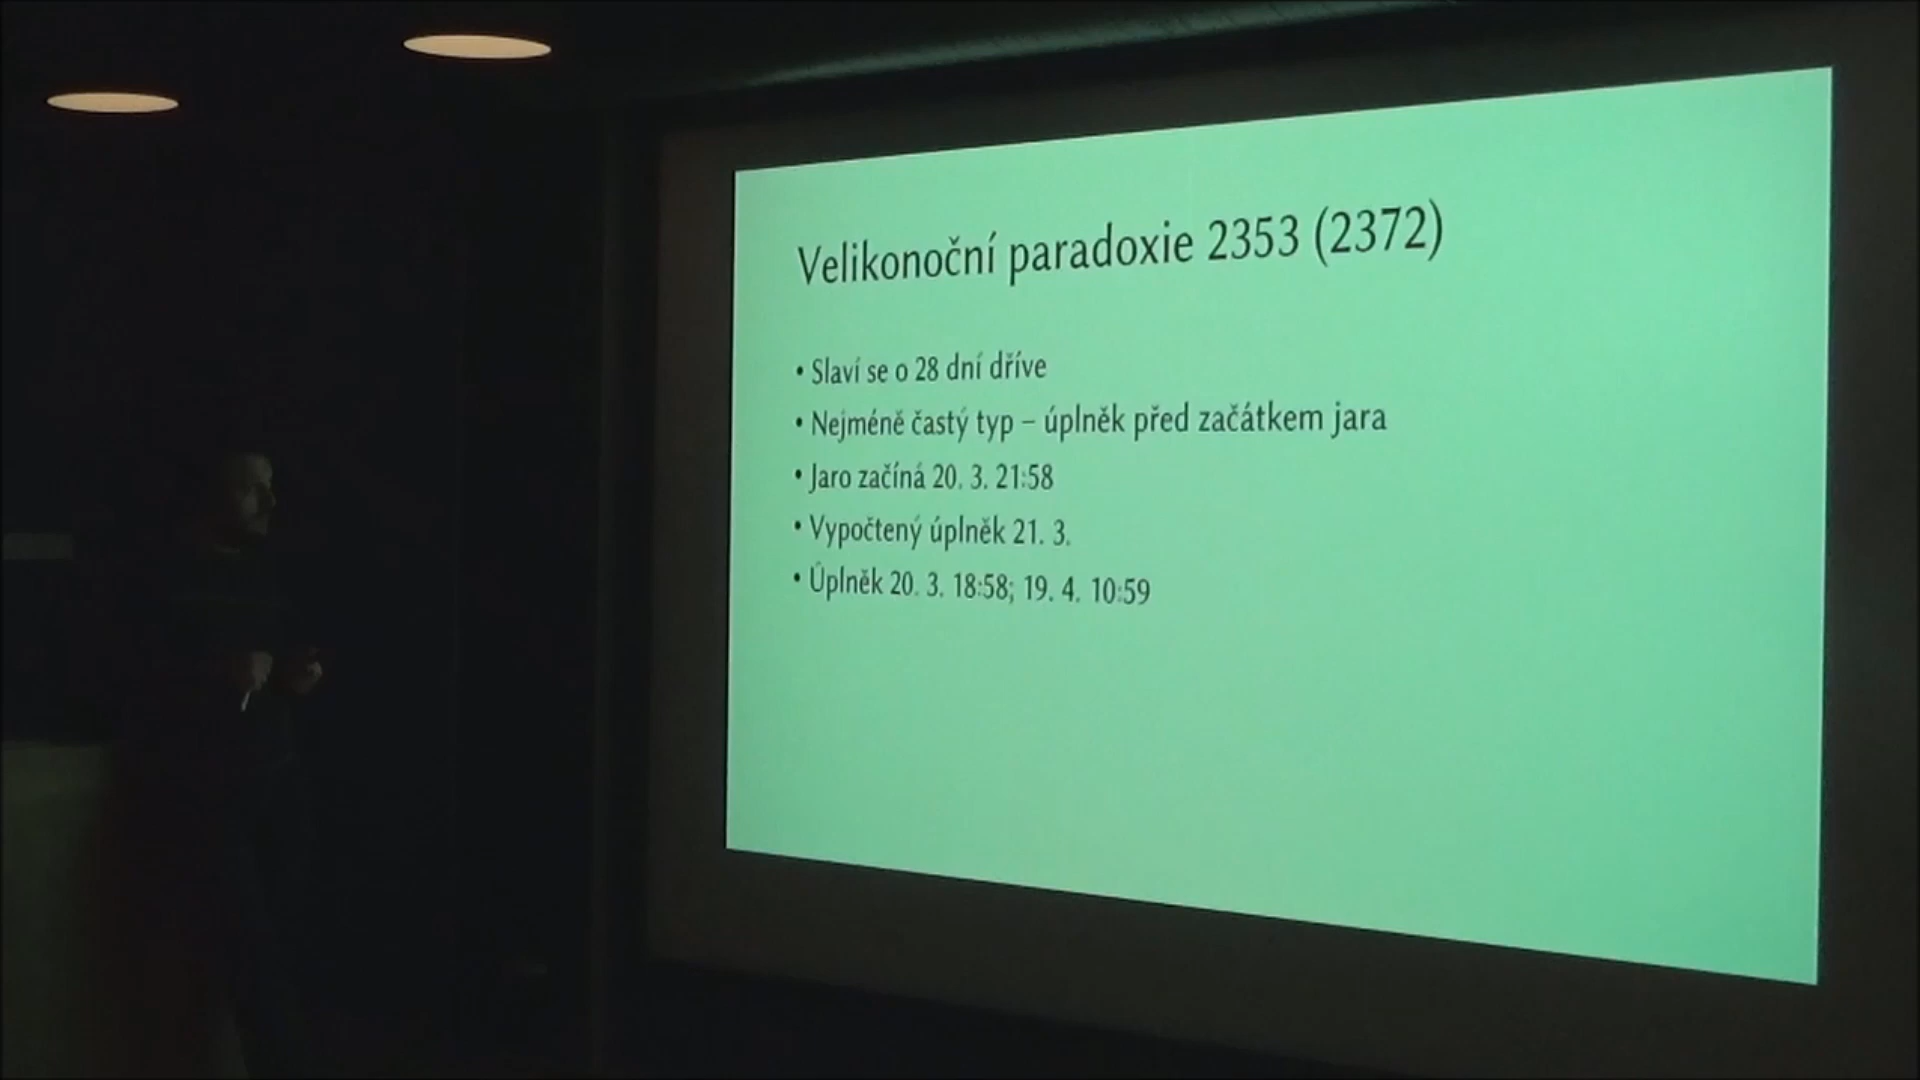 Velikonoční paradoxie 2353 (2372)
• Slaví se o 28 dní dříve
• Nejméně častý typ – úplněk před začátkem jara
• Jaro začíná 20. 3. 21:58
• Vypočtený úplněk 21. 3.
• Úplněk 20. 3. 18:58; 19. 4. 10:59